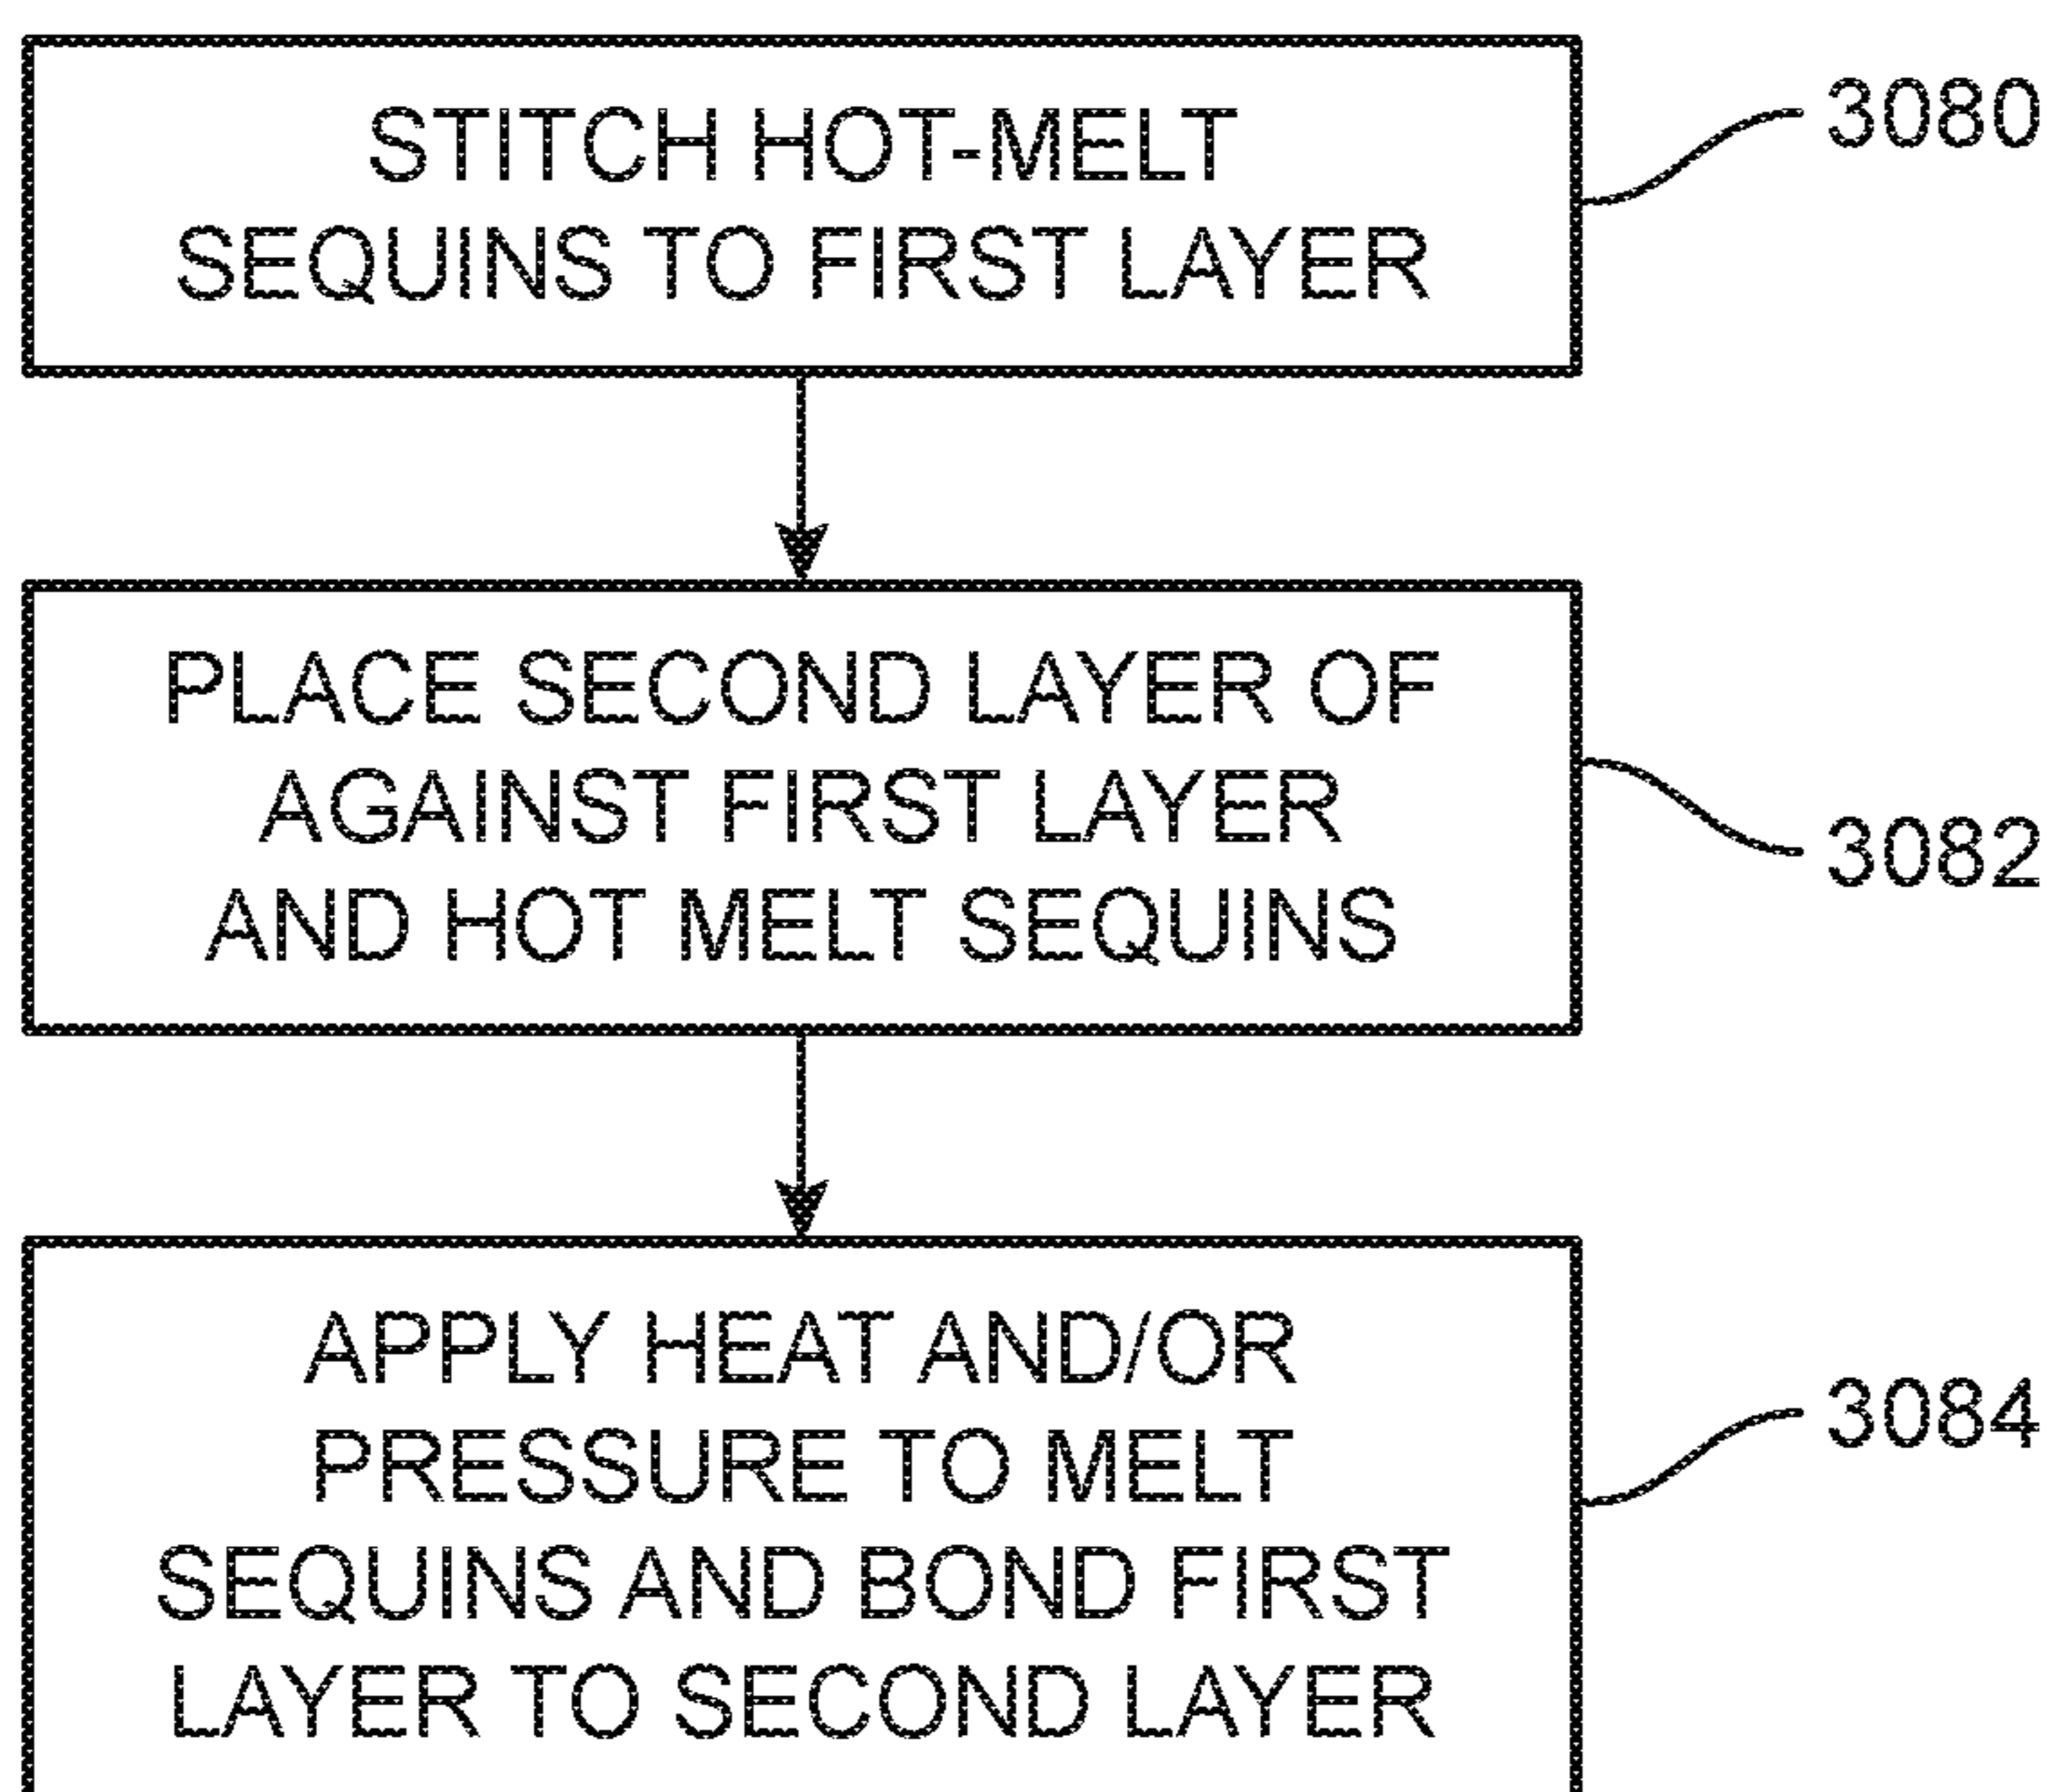 STITCH HOT-MELT
SEQUINS TO FIRST LAYER
3080
PLACE SECOND LAYER OF
AGAINST FIRST LAYER
AND HOT MELT SEQUINS
3082
APPLY HEAT AND/OR
PRESSURE TO MELT
SEQUINS AND BOND FIRST
LAYER TO SECOND LAYER
3084